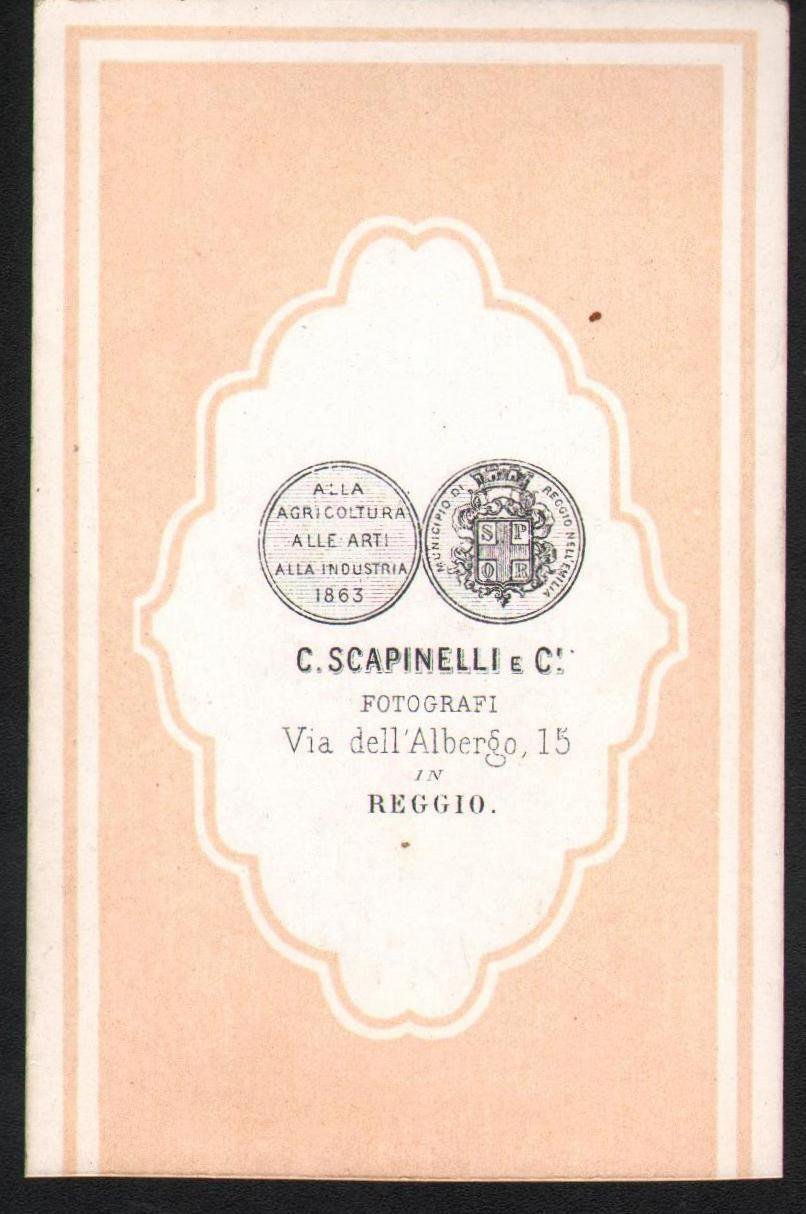 ALLA
AGRICOLTURA
ALLE ARTI
ALLA INDUSTRIA
1863
MUNICIPIO DI REGGIO NELL'EMILIA
S P
Q R
C. SCAPINELLI E C!
FOTOGRAFI
Via dell'Albergo, 15
IN
REGGIO.